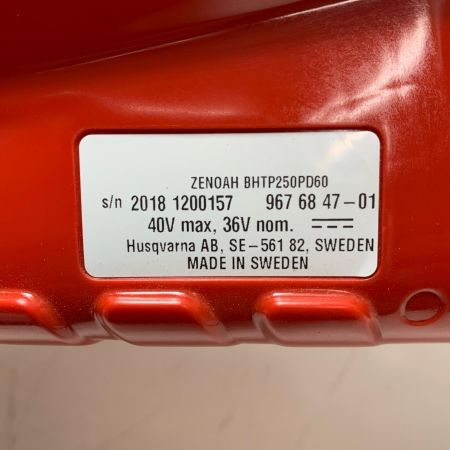 ZENOAH BHTP250PD60
s/n 2018 1200157 967 68 47-01
40V max, 36V nom.
Husqvarna AB, SE-561 82, SWEDEN
MADE IN SWEDEN